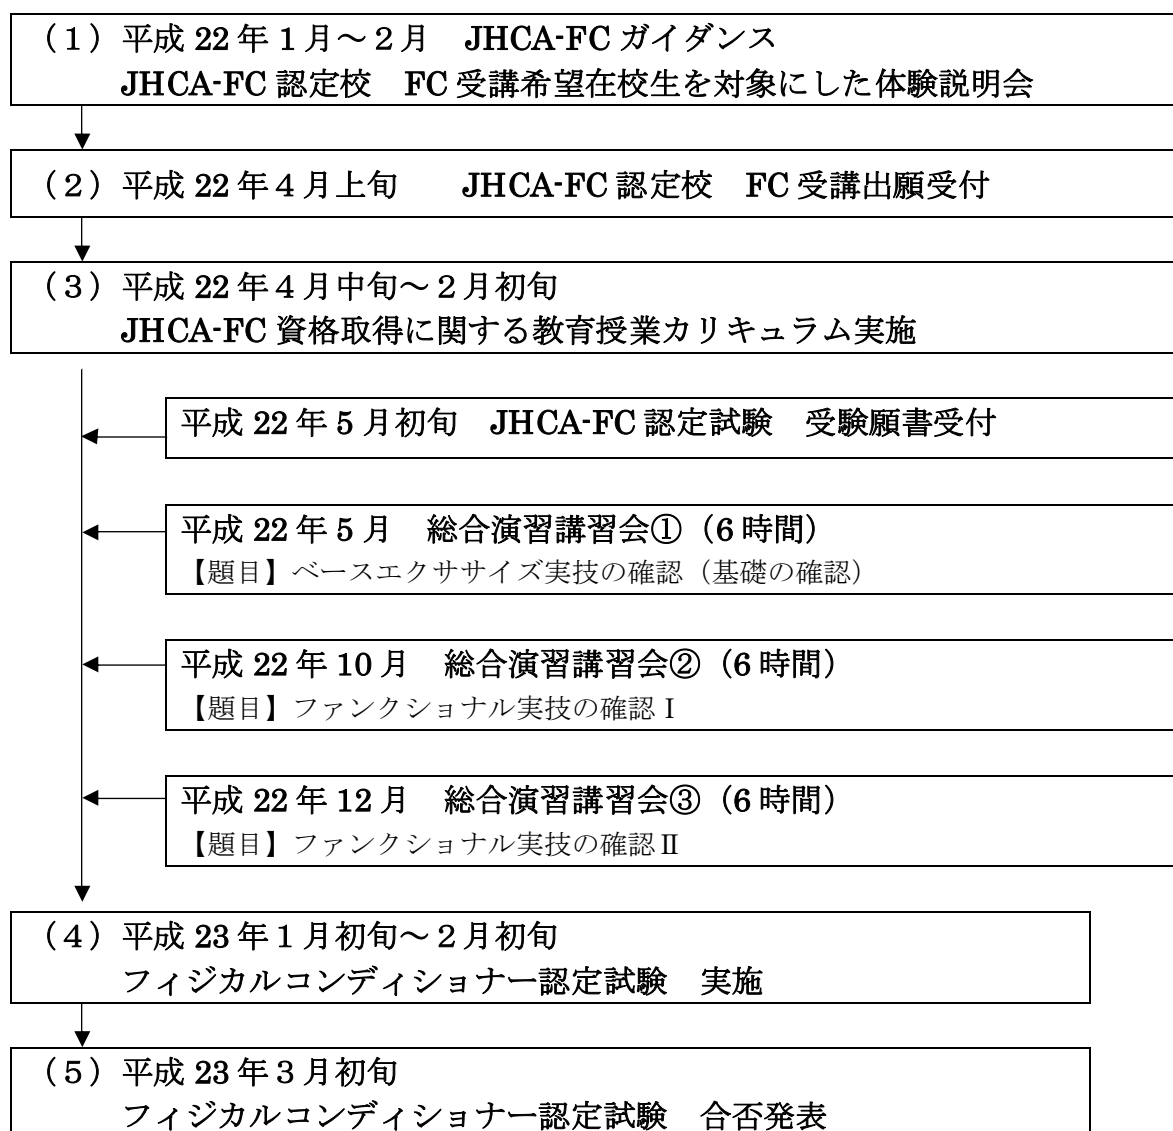 （１）平成 22 年 1 月～２月　JHCA-FC ガイダンス
JHCA-FC 認定校　FC 受講希望在校生を対象にした体験説明会
（２）平成 22 年４月上旬　　JHCA-FC 認定校　FC 受講出願受付
（３）平成 22 年４月中旬～２月初旬
JHCA-FC 資格取得に関する教育授業カリキュラム実施
平成 22 年 5 月初旬　JHCA-FC 認定試験　受験願書受付
平成 22 年 5 月　総合演習講習会①（6 時間）
【題目】ベースエクササイズ実技の確認（基礎の確認）
平成 22 年 10 月　総合演習講習会②（6 時間）
【題目】ファンクショナル実技の確認Ⅰ
平成 22 年 12 月　総合演習講習会③（6 時間）
【題目】ファンクショナル実技の確認Ⅱ
（４）平成 23 年１月初旬～２月初旬
フィジカルコンディショナー認定試験　実施
（５）平成 23 年３月初旬
フィジカルコンディショナー認定試験　合否発表